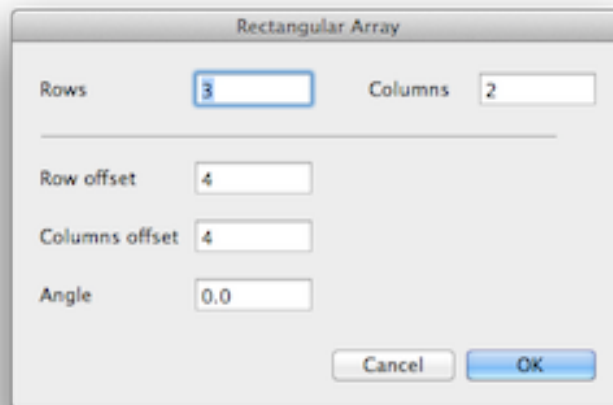 Rectangular Array
Rows 3 Columns 2
Row offset 4
Columns offset 4
Angle 0.0
Cancel OK